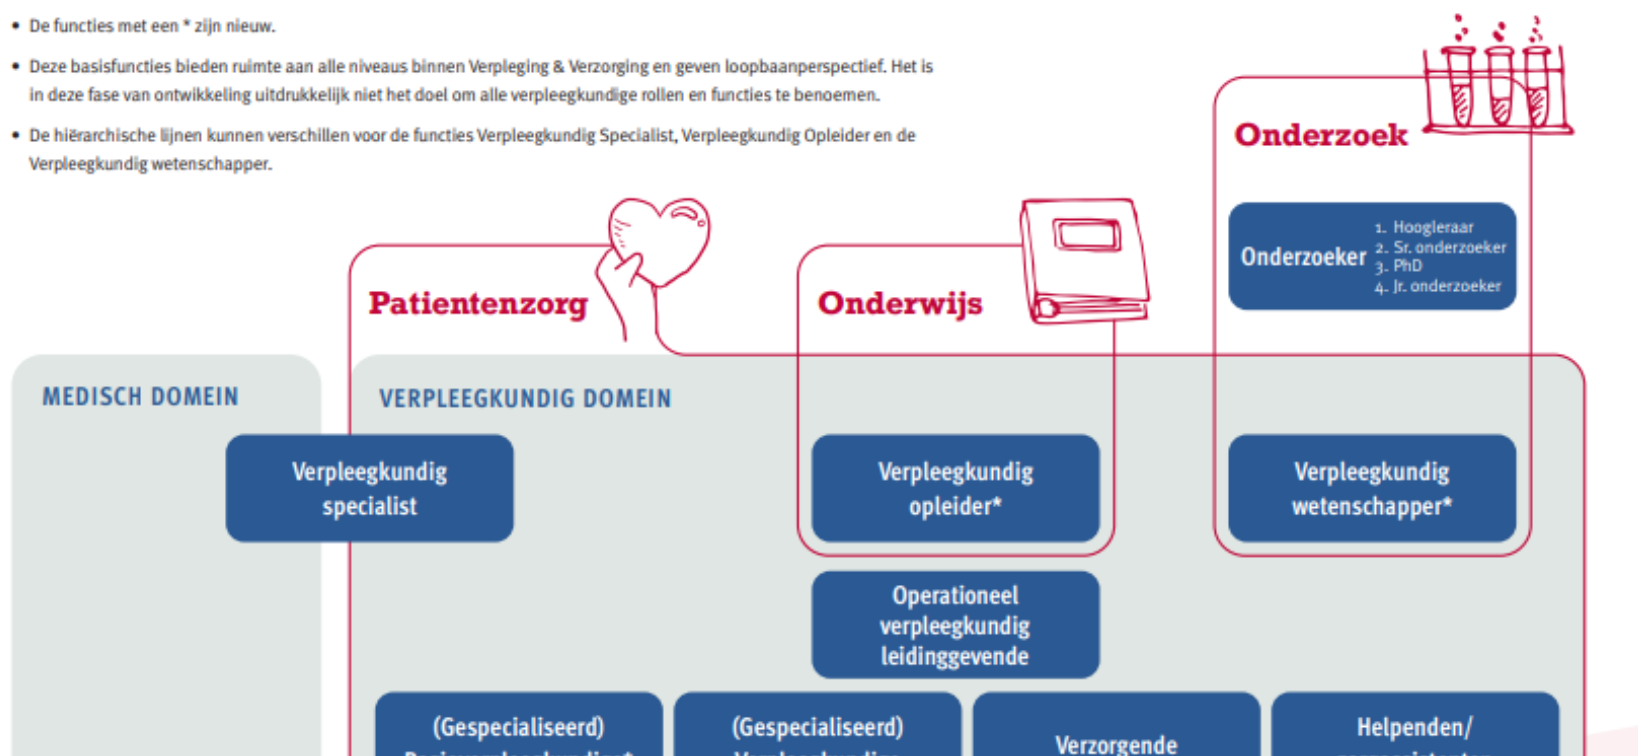 • De functies met een * zijn nieuw.
• Deze basisfuncties bieden ruimte aan alle niveaus binnen Verpleging & Verzorging en geven loopbaanperspectief. Het is
in deze fase van ontwikkeling uitdrukkelijk niet het doel om alle verpleegkundige rollen en functies te benoemen.
• De hiërarchische lijnen kunnen verschillen voor de functies Verpleegkundig Specialist, Verpleegkundig Opleider en de
Verpleegkundig wetenschapper.
Onderzoek
Onderzoeker
1. Hoogleraar
2. Sr. onderzoeker
3. PhD
4. Jr. onderzoeker
Patientenzorg
Onderwijs
MEDISCH DOMEIN
VERPLEEGKUNDIG DOMEIN
Verpleegkundig
specialist
Verpleegkundig
opleider*
Verpleegkundig
wetenschapper*
Operationeel
verpleegkundig
leidinggevende
(Gespecialiseerd)
(Gespecialiseerd)
Verzorgende
Helpenden/